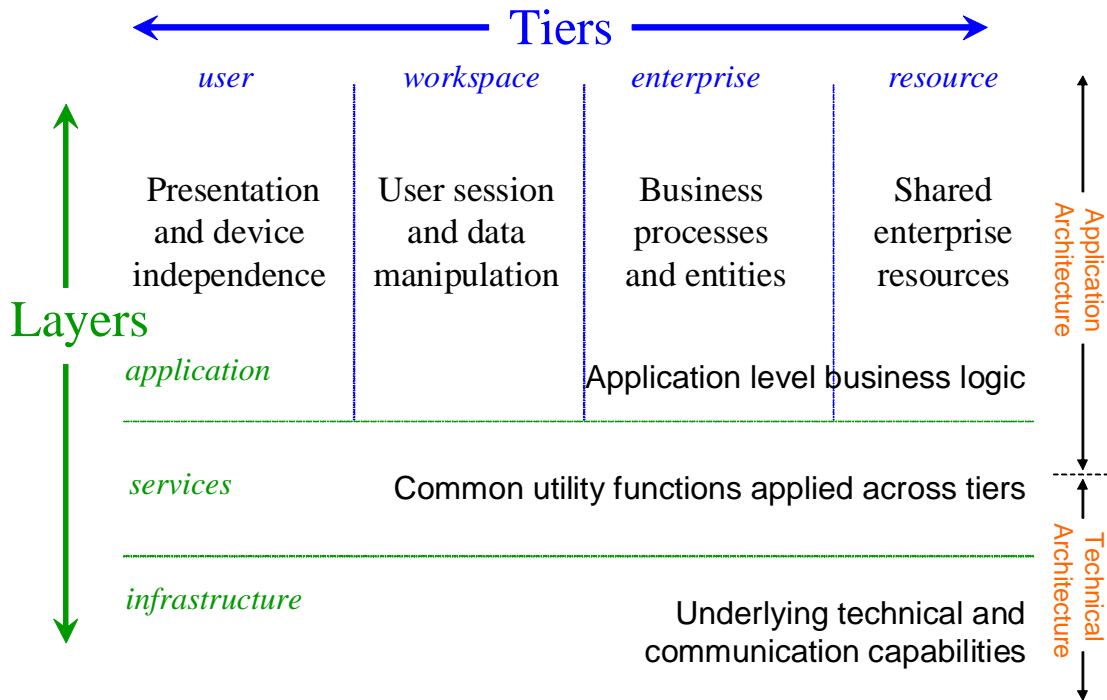 Tiers
user
workspace
enterprise
resource
Presentation
and device
independence
User session
and data
manipulation
Business
processes
and entities
Shared
enterprise
resources
Layers
application
Application level business logic
services
Common utility functions applied across tiers
infrastructure
Underlying technical and
communication capabilities
Application
Architecture
Technical
Architecture